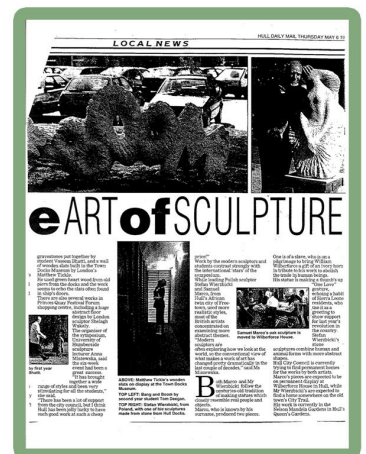 HULL DAILY MAIL THURSDAY MAY 6 19
LOCAL NEWS
e ART of SCULPTURE
gravestones put together by
student Vanessa Hiatt, and a wall
of wooden slats built in the Town
Docks Museum by London's
Matthew Tickle.
He used green heart wood from old
piers from the docks and the work
seems to echo the slats often found
in ship's doors.
There are also several works in
Princes Quay Festival Forum
shopping centre, including a huge
abstract floor
design by London
sculptor Shelagh
Wakely.
The organiser of
the symposium,
University of
Humberside
sculpture
lecturer Anna
Miszewska, said
the six-week
event had been a
great success.
"It has brought
together a wide
range of styles and been very
stimulating for all the students,"
she said.
"There has been a lot of support
from the city council, but I think
Hull has been jolly lucky to have
such good work at such a cheap
by first year
ABOVE: Matthew Tickle's wooden
slats on display at the Town Docks
Museum.
TOP LEFT: Bang and Boom by
second year student Tom Deegan.
TOP RIGHT: Stefan Wierzbicki, from
Poland, with one of his sculptures
made from stone from Hull Docks.
price!"
Work by the modern sculptors and
students contrast strongly with
the international 'stars' of the
symposium.
While leading Polish sculptor
Stefan Wierzbicki
and Samuel
Marco, from
Hull's African
twin city of Free-
town, used more
realistic styles,
most of the
British artists
concentrated on
examining more
abstract themes.
"Modern
sculptors are
often exploring how we look at the
world, so the conventional view of
what makes a work of art has
changed pretty dramatically in the
last couple of decades," said Ms
Miszewska.
Both Marco and Mr
Wierzbicki follow the
centuries-old tradition
of making statues which
closely resemble real people and
objects.
Marco, who is known by his
surname, produced two pieces.
One is of a slave, who is on a
pilgrimage to bring William
Wilberforce a gift of an ivory horn
in tribute to his work to abolish
the trade in human beings.
His statue is making a thumb's up
"One Love"
gesture,
through
of Sierra Leone
residents, who
use it as a
greeting to
show support
for last year's
revolution in
the country.
Stefan
Wierzbicki's
stone
sculptures combine human and
animal forms with more abstract
shapes.
Hull City Council is currently
trying to find permanent homes
for the works by both artists.
Marco's pieces are expected to be
on permanent display at
Wilberforce House in Hull, while
Mr Wierzbicki's are expected to
find a home somewhere on the old
town's City Trail.
His work is currently in the
Nelson Mandela Gardens in Hull's
Queen's Gardens.
Samuel Marco's oak sculpture is
moved to Wilberforce House.